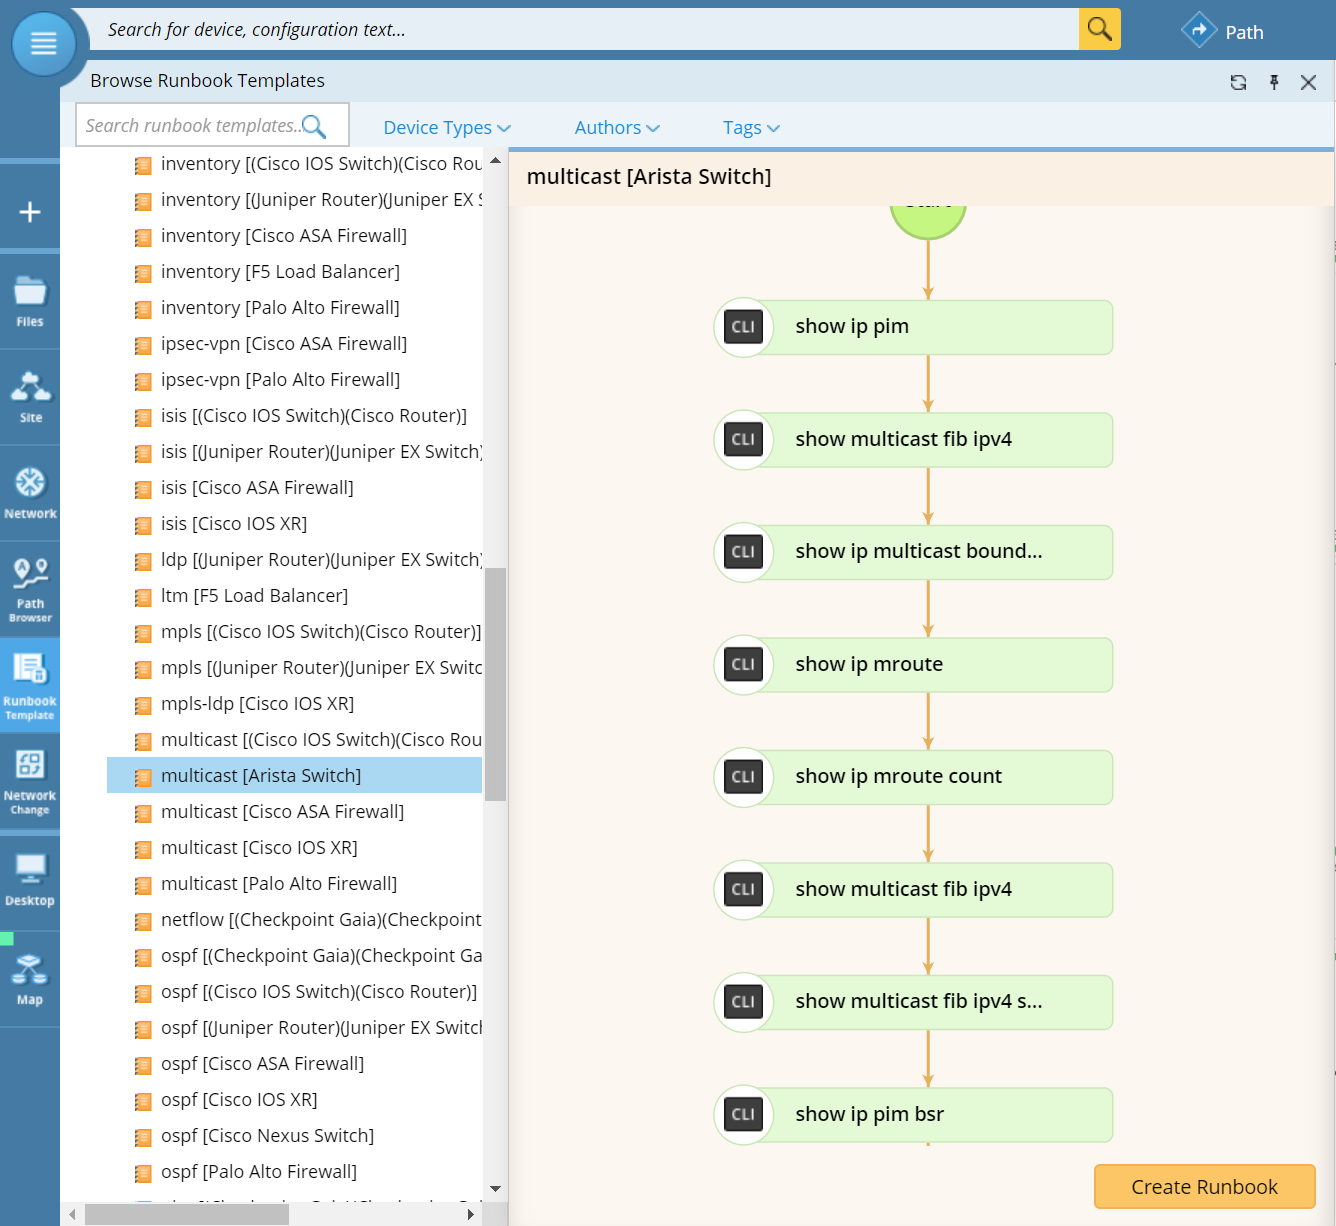 Search for device, configuration text...
Path
Browse Runbook Templates
Search runbook templates...
Device Types
Authors
Tags
Files
Site
Network
Path
Browser
Runbook
Template
Network
Change
Desktop
Map
inventory [(Cisco IOS Switch)(Cisco Rou
inventory [(Juniper Router)(Juniper EX S
inventory [Cisco ASA Firewall]
inventory [F5 Load Balancer]
inventory [Palo Alto Firewall]
ipsec-vpn [Cisco ASA Firewall]
ipsec-vpn [Palo Alto Firewall]
isis [(Cisco IOS Switch)(Cisco Router)]
isis [(Juniper Router)(Juniper EX Switch)
isis [Cisco ASA Firewall]
isis [Cisco IOS XR]
ldp [(Juniper Router)(Juniper EX Switch)
ltm [F5 Load Balancer]
mpls [(Cisco IOS Switch)(Cisco Router)]
mpls [(Juniper Router)(Juniper EX Switc
mpls-ldp [Cisco IOS XR]
multicast [(Cisco IOS Switch)(Cisco Rou
multicast [Arista Switch]
multicast [Cisco ASA Firewall]
multicast [Cisco IOS XR]
multicast [Palo Alto Firewall]
netflow [(Checkpoint Gaia)(Checkpoint
ospf [(Checkpoint Gaia)(Checkpoint Ga
ospf [(Cisco IOS Switch)(Cisco Router)]
ospf [(Juniper Router)(Juniper EX Switch
ospf [Cisco ASA Firewall]
ospf [Cisco IOS XR]
ospf [Cisco Nexus Switch]
ospf [Palo Alto Firewall]
multicast [Arista Switch]
CLI show ip pim
CLI show multicast fib ipv4
CLI show ip multicast bound...
CLI show ip mroute
CLI show ip mroute count
CLI show multicast fib ipv4
CLI show multicast fib ipv4 s...
CLI show ip pim bsr
Create Runbook